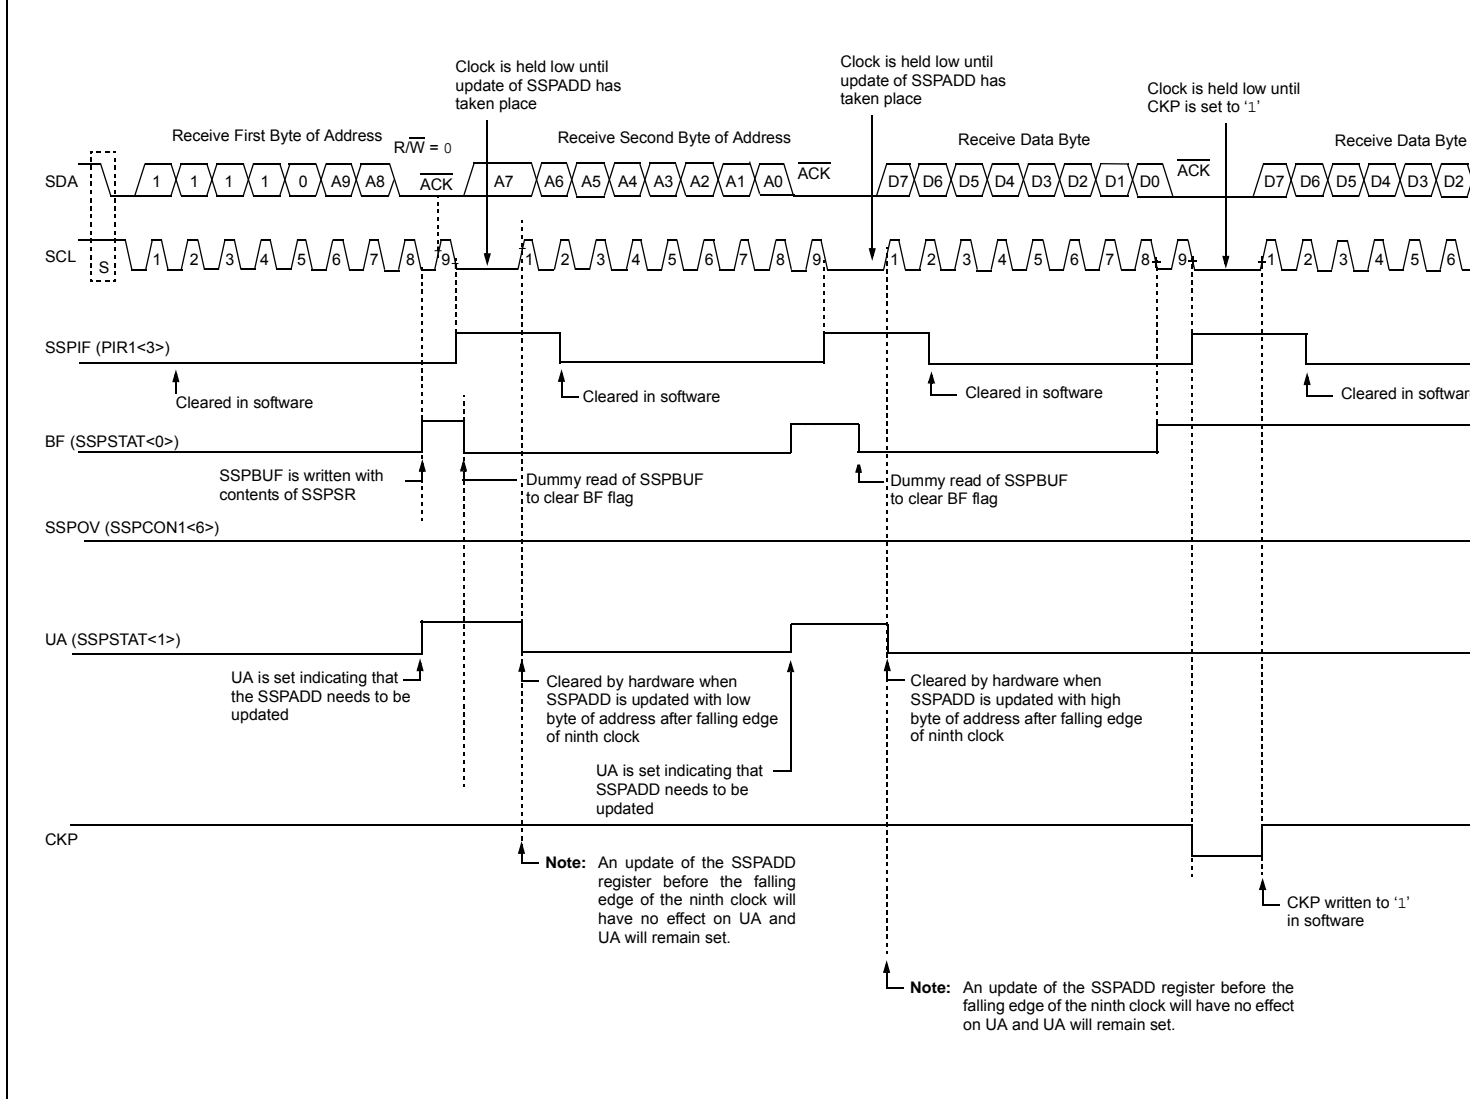 Clock is held low until
update of SSPADD has
taken place
Clock is held low until
update of SSPADD has
taken place
Clock is held low until
CKP is set to ‘1’
Receive First Byte of Address
R/W = 0
Receive Second Byte of Address
Receive Data Byte
Receive Data Byte
SDA
1 1 1 1 0 A9 A8 ACK A7 A6 A5 A4 A3 A2 A1 A0 ACK D7 D6 D5 D4 D3 D2 D1 D0 ACK D7 D6 D5 D4 D3 D2
SCL
S
1 2 3 4 5 6 7 8 9 1 2 3 4 5 6 7 8 9 1 2 3 4 5 6 7 8 9 1 2 3 4 5 6
SSPIF (PIR1<3>)
Cleared in software
Cleared in software
Cleared in software
Cleared in softwar
BF (SSPSTAT<0>)
SSPBUF is written with
contents of SSPSR
Dummy read of SSPBUF
to clear BF flag
Dummy read of SSPBUF
to clear BF flag
SSPOV (SSPCON1<6>)
UA (SSPSTAT<1>)
UA is set indicating that
the SSPADD needs to be
updated
Cleared by hardware when
SSPADD is updated with low
byte of address after falling edge
of ninth clock
Cleared by hardware when
SSPADD is updated with high
byte of address after falling edge
of ninth clock
UA is set indicating that
SSPADD needs to be
updated
CKP
Note: An update of the SSPADD
register before the falling
edge of the ninth clock will
have no effect on UA and
UA will remain set.
CKP written to ‘1’
in software
Note: An update of the SSPADD register before the
falling edge of the ninth clock will have no effect
on UA and UA will remain set.